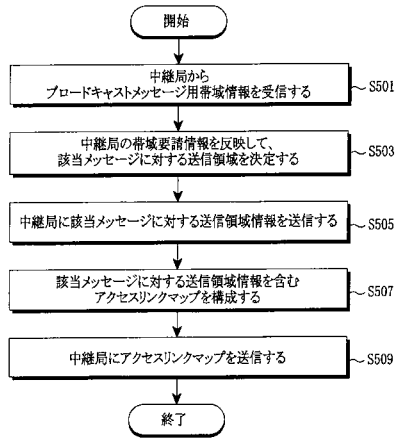 開始
中継局から
ブロードキャストメッセージ用帯域情報を受信する
S501
中継局の帯域要請情報を反映して、
該当メッセージに対する送信領域を決定する
S503
中継局に該当メッセージに対する送信領域情報を送信する
S505
該当メッセージに対する送信領域情報を含む
アクセスリンクマップを構成する
S507
中継局にアクセスリンクマップを送信する
S509
終了